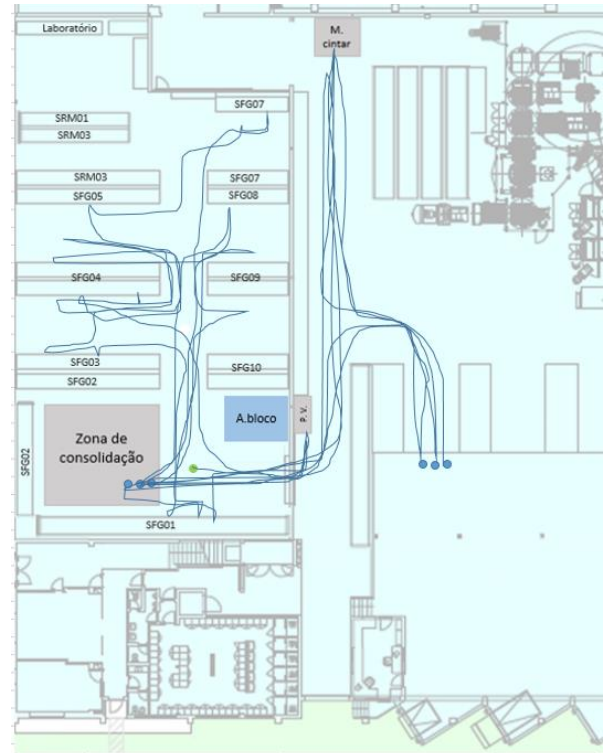 Laboratório
M.
cintar
SFG07
SRM01
SRM03
SRM03
SFG05
SFG07
SFG08
SFG04
SFG09
SFG03
SFG02
SFG10
SFG02
Zona de
consolidação
A.bloco
P. V.
SFG01